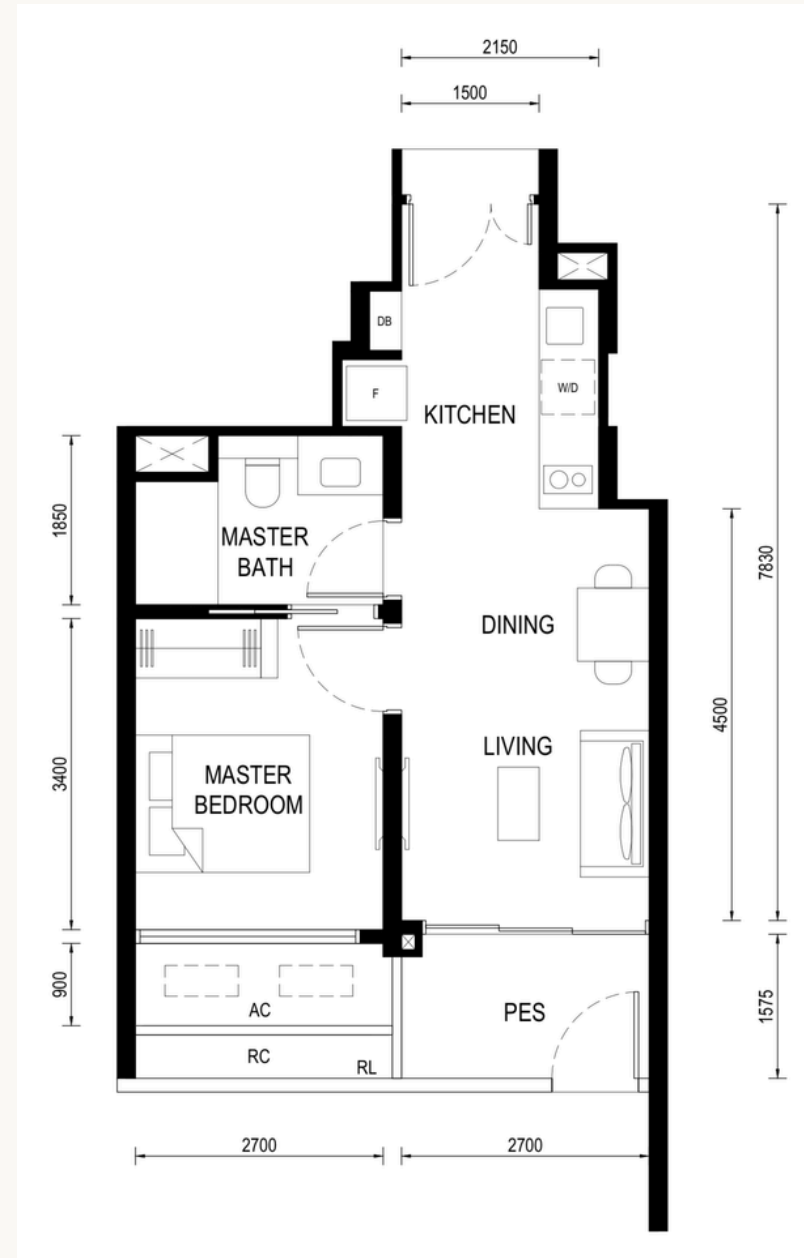 2150
1500
DB
F
W/D
KITCHEN
1850
MASTER
BATH
7830
DINING
4500
LIVING
3400
MASTER
BEDROOM
900
AC
PES
1575
RC
RL
2700
2700